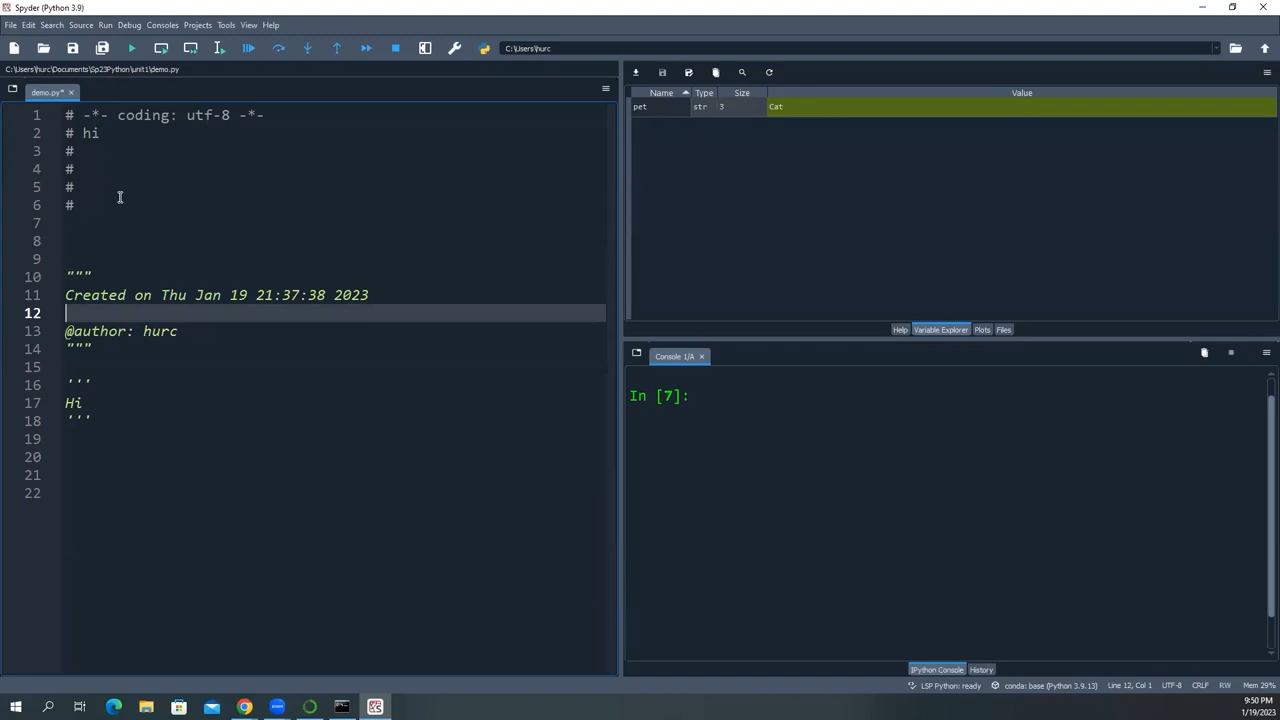 Spyder (Python 3.9)
File Edit Search Source Run Debug Consoles Projects Tools View Help
C:\Users\hurc
C:\Users\hurc\Documents\Sp23Python\unit1\demo.py
demo.py*
1 # -*- coding: utf-8 -*-
2 # hi
3 #
4 #
5 #
6 #
7
8
9
10 """
11 Created on Thu Jan 19 21:37:38 2023
12
13 @author: hurc
14 """
15
16 '''
17 Hi
18 '''
19
20
21
22
Name Type Size Value
pet str 3 Cat
Help Variable Explorer Plots Files
Console 1/A
In [7]:
IPython Console History
LSP Python: ready conda: base (Python 3.9.13) Line 12, Col 1 UTF-8 CRLF RW Mem 29%
9:50 PM
1/19/2023